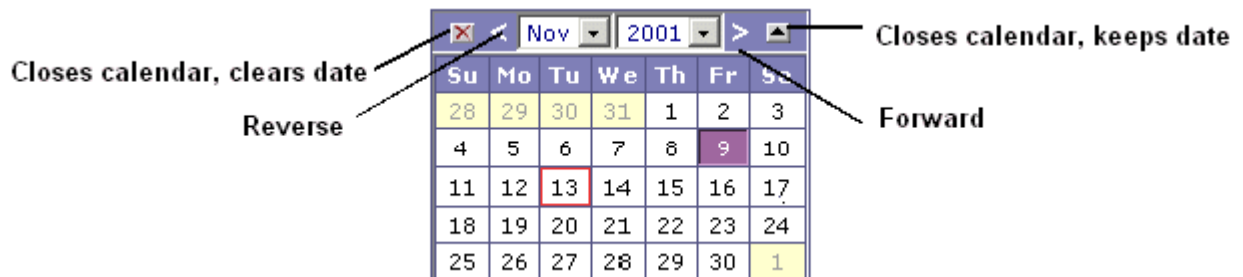 Nov 2001
Closes calendar, keeps date
Closes calendar, clears date
Su Mo Tu We Th Fr Sa
28 29 30 31 1 2 3
Reverse
Forward
4 5 6 7 8 9 10
11 12 13 14 15 16 17
18 19 20 21 22 23 24
25 26 27 28 29 30 1